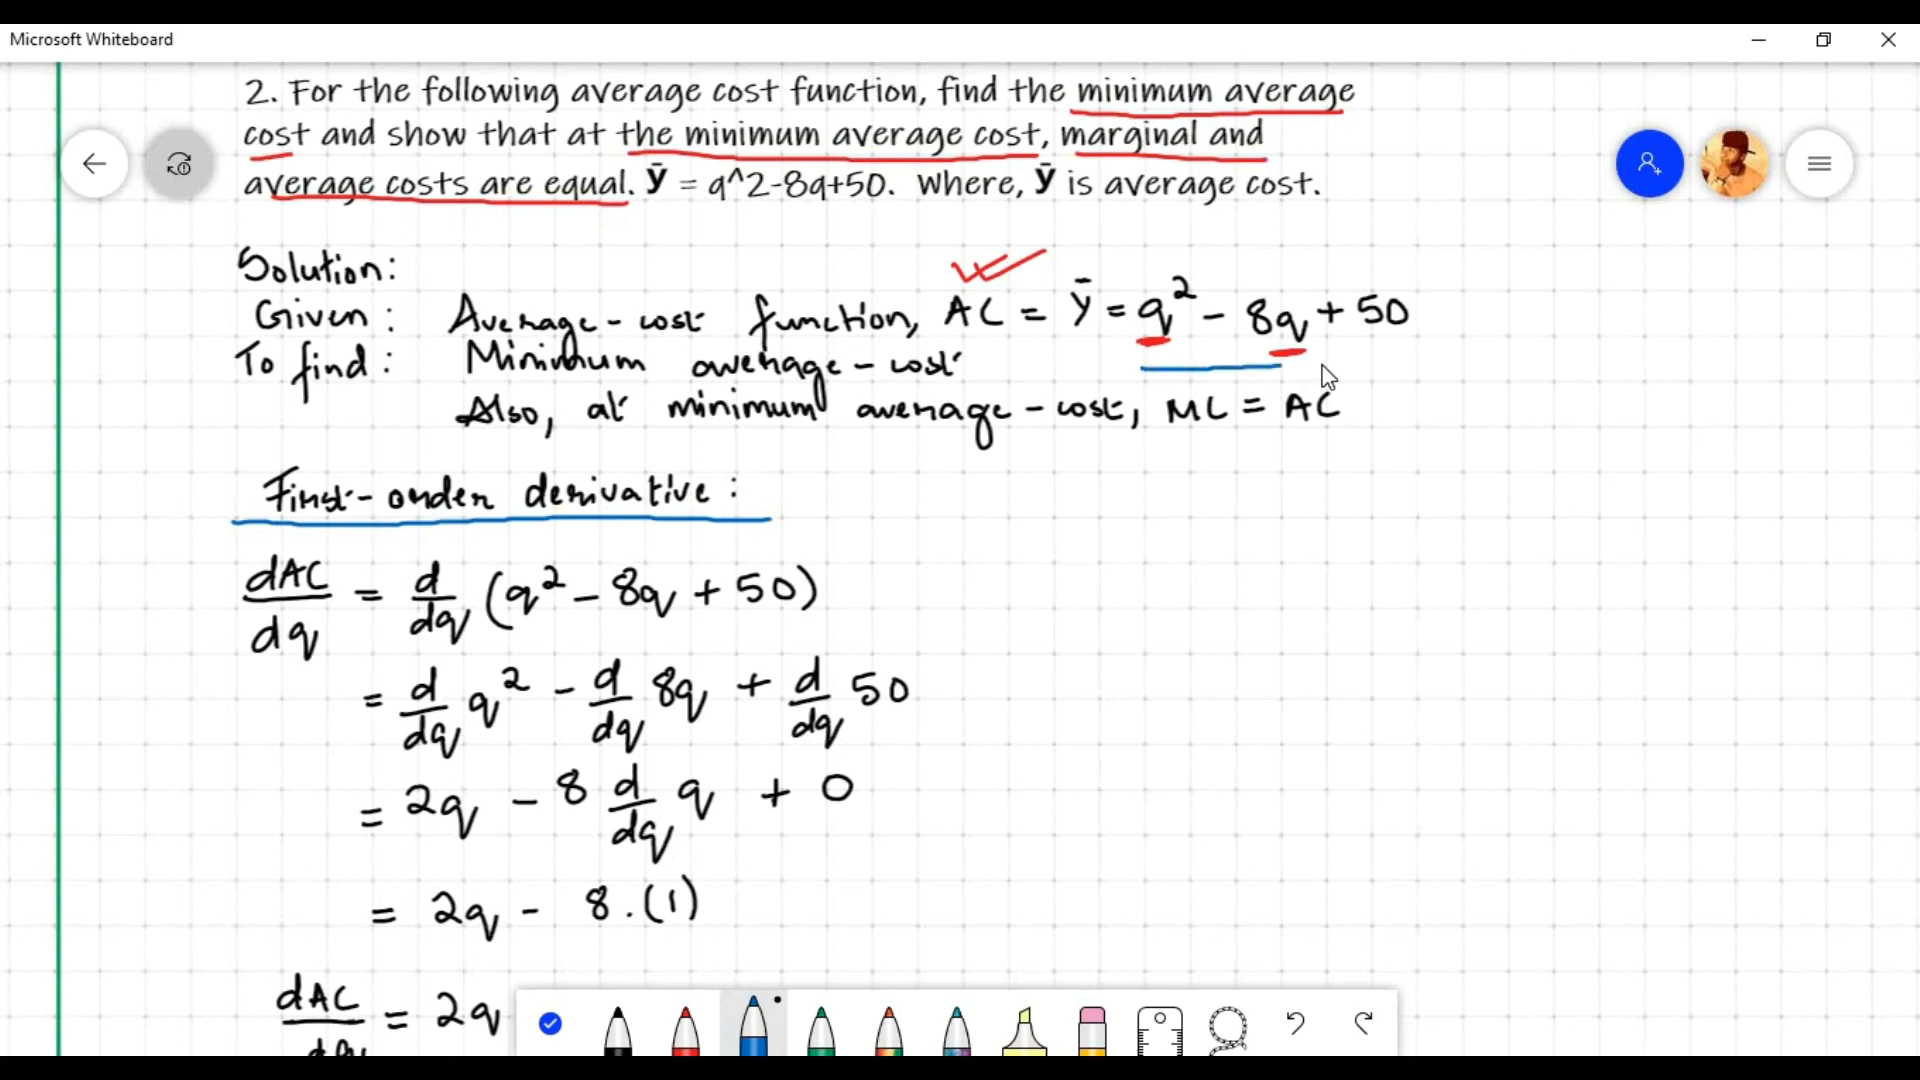 Microsoft Whiteboard
2. For the following average cost function, find the minimum average
cost and show that at the minimum average cost, marginal and
average costs are equal. ȳ = q^2-8q+50. Where, ȳ is average cost.
Solution:
Given: Average-cost function, AC = ȳ = q² - 8q + 50
To find: Minimum average-cost
Also, at minimum average-cost, MC = AC
First-order derivative:
dAC/dq = d/dq (q² - 8q + 50)
= d/dq q² - d/dq 8q + d/dq 50
= 2q - 8 d/dq q + 0
= 2q - 8.(1)
dAC/dq = 2q